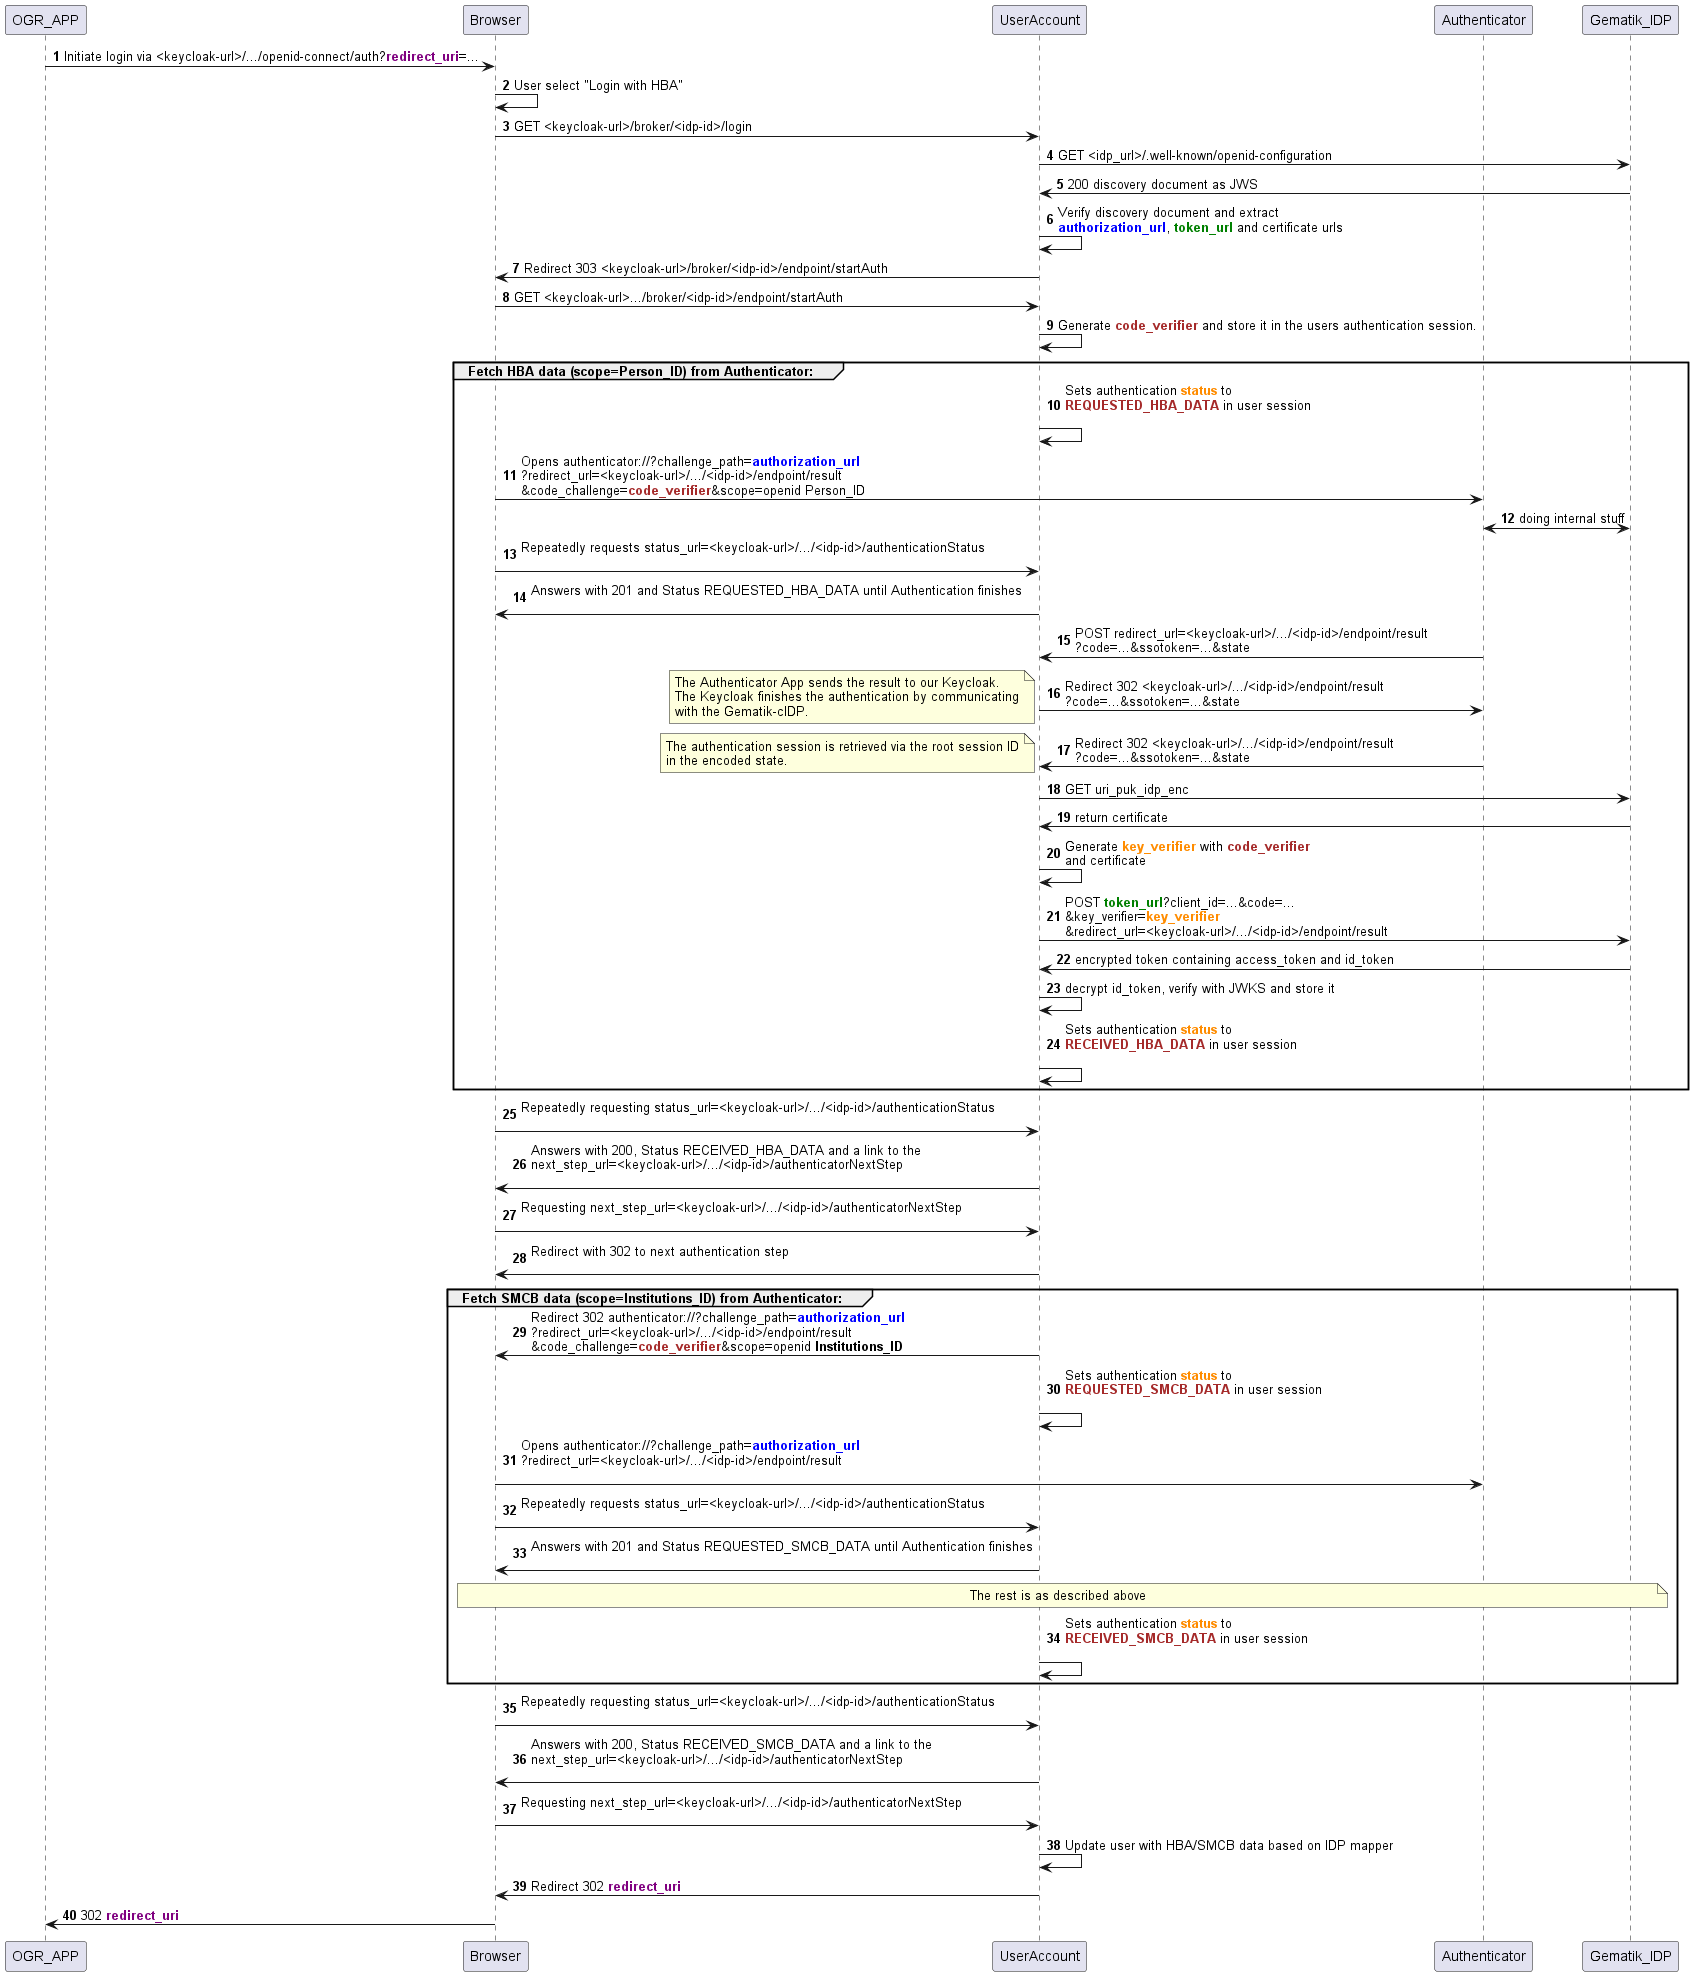 OGR_APP
Browser
UserAccount
Authenticator
Gematik_IDP
1 Initiate login via <keycloak-url>/.../openid-connect/auth?redirect_uri=...
2 User select "Login with HBA"
3 GET <keycloak-url>/broker/<idp-id>/login
4 GET <idp_url>/.well-known/openid-configuration
5 200 discovery document as JWS
6 Verify discovery document and extract
authorization_url, token_url and certificate urls
7 Redirect 303 <keycloak-url>/broker/<idp-id>/endpoint/startAuth
8 GET <keycloak-url>.../broker/<idp-id>/endpoint/startAuth
9 Generate code_verifier and store it in the users authentication session.
Fetch HBA data (scope=Person_ID) from Authenticator:
Sets authentication status to
10 REQUESTED_HBA_DATA in user session
Opens authenticator://?challenge_path=authorization_url
11 ?redirect_url=<keycloak-url>/.../<idp-id>/endpoint/result
&code_challenge=code_verifier&scope=openid Person_ID
12 doing internal stuff
13 Repeatedly requests status_url=<keycloak-url>/.../<idp-id>/authenticationStatus
14 Answers with 201 and Status REQUESTED_HBA_DATA until Authentication finishes
15 POST redirect_url=<keycloak-url>/.../<idp-id>/endpoint/result
?code=...&ssotoken=...&state
The Authenticator App sends the result to our Keycloak.
The Keycloak finishes the authentication by communicating
with the Gematik-cIDP.
16 Redirect 302 <keycloak-url>/.../<idp-id>/endpoint/result
?code=...&ssotoken=...&state
The authentication session is retrieved via the root session ID
in the encoded state.
17 Redirect 302 <keycloak-url>/.../<idp-id>/endpoint/result
?code=...&ssotoken=...&state
18 GET uri_puk_idp_enc
19 return certificate
20 Generate key_verifier with code_verifier
and certificate
POST token_url?client_id=...&code=...
21 &key_verifier=key_verifier
&redirect_url=<keycloak-url>/.../<idp-id>/endpoint/result
22 encrypted token containing access_token and id_token
23 decrypt id_token, verify with JWKS and store it
Sets authentication status to
24 RECEIVED_HBA_DATA in user session
25 Repeatedly requesting status_url=<keycloak-url>/.../<idp-id>/authenticationStatus
Answers with 200, Status RECEIVED_HBA_DATA and a link to the
26 next_step_url=<keycloak-url>/.../<idp-id>/authenticatorNextStep
27 Requesting next_step_url=<keycloak-url>/.../<idp-id>/authenticatorNextStep
28 Redirect with 302 to next authentication step
Fetch SMCB data (scope=Institutions_ID) from Authenticator:
Redirect 302 authenticator://?challenge_path=authorization_url
29 ?redirect_url=<keycloak-url>/.../<idp-id>/endpoint/result
&code_challenge=code_verifier&scope=openid Institutions_ID
Sets authentication status to
30 REQUESTED_SMCB_DATA in user session
Opens authenticator://?challenge_path=authorization_url
31 ?redirect_url=<keycloak-url>/.../<idp-id>/endpoint/result
32 Repeatedly requests status_url=<keycloak-url>/.../<idp-id>/authenticationStatus
33 Answers with 201 and Status REQUESTED_SMCB_DATA until Authentication finishes
The rest is as described above
Sets authentication status to
34 RECEIVED_SMCB_DATA in user session
35 Repeatedly requesting status_url=<keycloak-url>/.../<idp-id>/authenticationStatus
Answers with 200, Status RECEIVED_SMCB_DATA and a link to the
36 next_step_url=<keycloak-url>/.../<idp-id>/authenticatorNextStep
37 Requesting next_step_url=<keycloak-url>/.../<idp-id>/authenticatorNextStep
38 Update user with HBA/SMCB data based on IDP mapper
39 Redirect 302 redirect_uri
40 302 redirect_uri
OGR_APP
Browser
UserAccount
Authenticator
Gematik_IDP